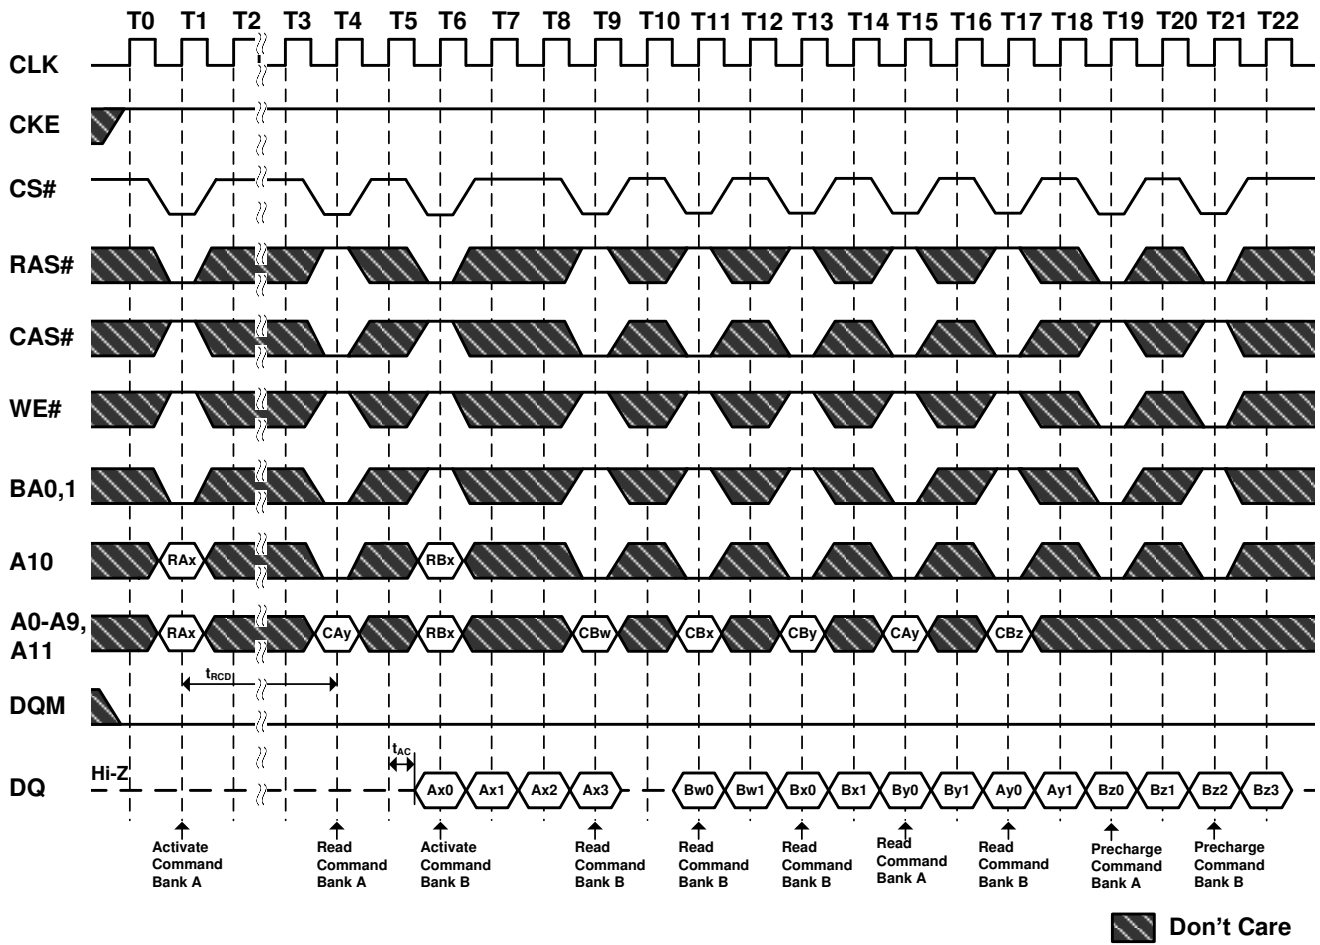 T0 T1 T2 T3 T4 T5 T6 T7 T8 T9 T10 T11 T12 T13 T14 T15 T16 T17 T18 T19 T20 T21 T22
CLK
CKE
CS#
RAS#
CAS#
WE#
BA0,1
A10 RAx RBx
A0-A9,
A11
RAx CAy RBx CBw CBx CBy CAy CBz
tRCD
DQM
tAC
Hi-Z
DQ Ax0 Ax1 Ax2 Ax3 Bw0 Bw1 Bx0 Bx1 By0 By1 Ay0 Ay1 Bz0 Bz1 Bz2 Bz3
Activate
Command
Bank A
Read
Command
Bank A
Activate
Command
Bank B
Read
Command
Bank B
Read
Command
Bank B
Read
Command
Bank B
Read
Command
Bank A
Read
Command
Bank B
Precharge
Command
Bank A
Precharge
Command
Bank B
Don't Care